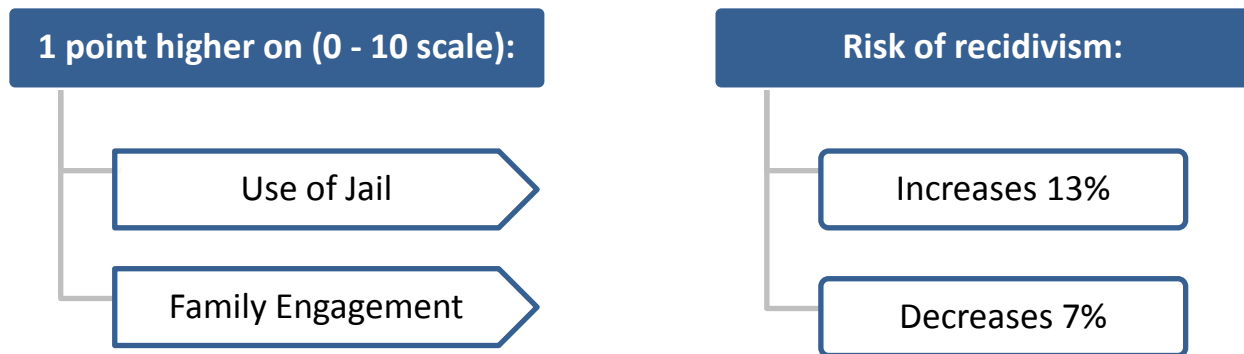 1 point higher on (0 - 10 scale):
Risk of recidivism:
Use of Jail
Increases 13%
Family Engagement
Decreases 7%